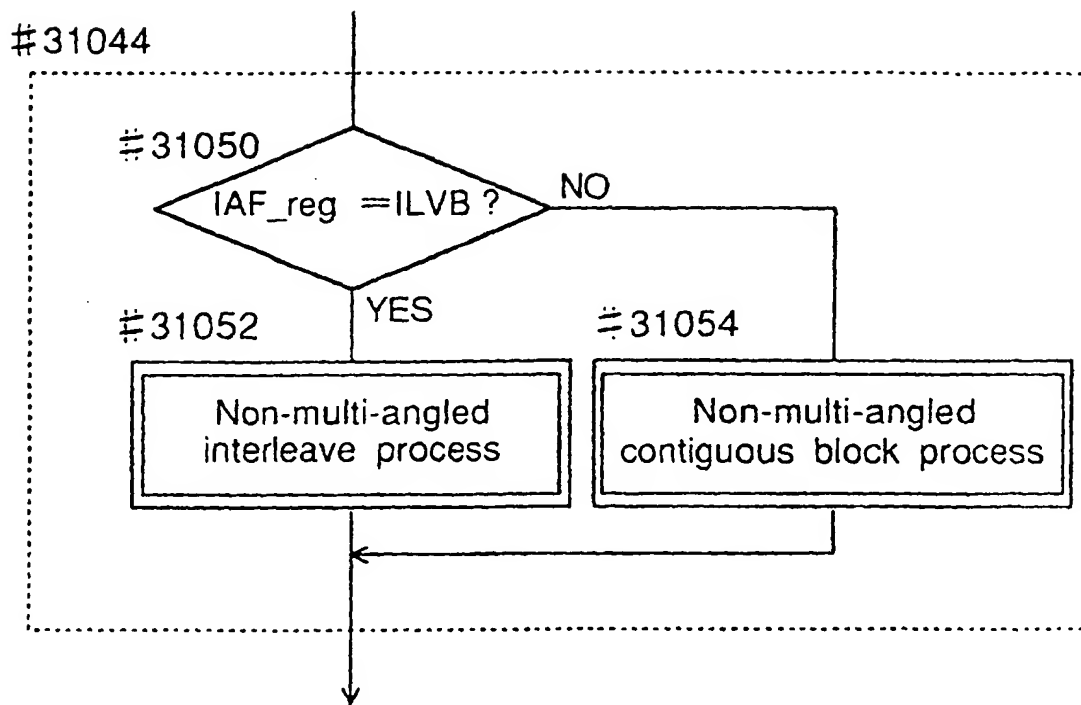 #31044
#31050
IAF_reg =ILVB ?
NO
YES
#31052
#31054
Non-multi-angled
interleave process
Non-multi-angled
contiguous block process